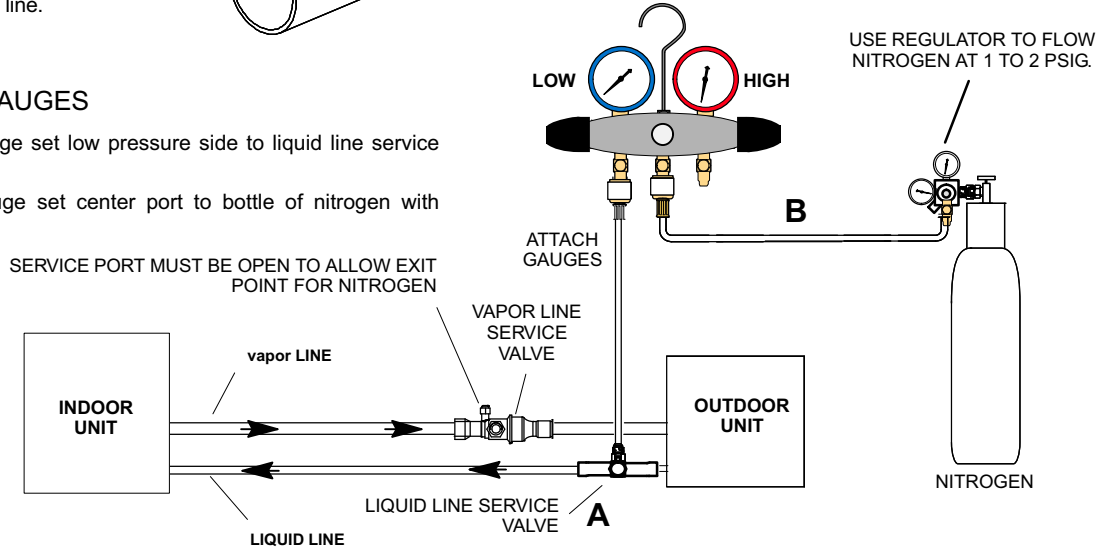 line.
AUGES
ge set low pressure side to liquid line service
uge set center port to bottle of nitrogen with
LOW
HIGH
USE REGULATOR TO FLOW
NITROGEN AT 1 TO 2 PSIG.
B
ATTACH
GAUGES
SERVICE PORT MUST BE OPEN TO ALLOW EXIT
POINT FOR NITROGEN
VAPOR LINE
SERVICE
VALVE
vapor LINE
INDOOR
UNIT
OUTDOOR
UNIT
NITROGEN
LIQUID LINE SERVICE
VALVE
A
LIQUID LINE